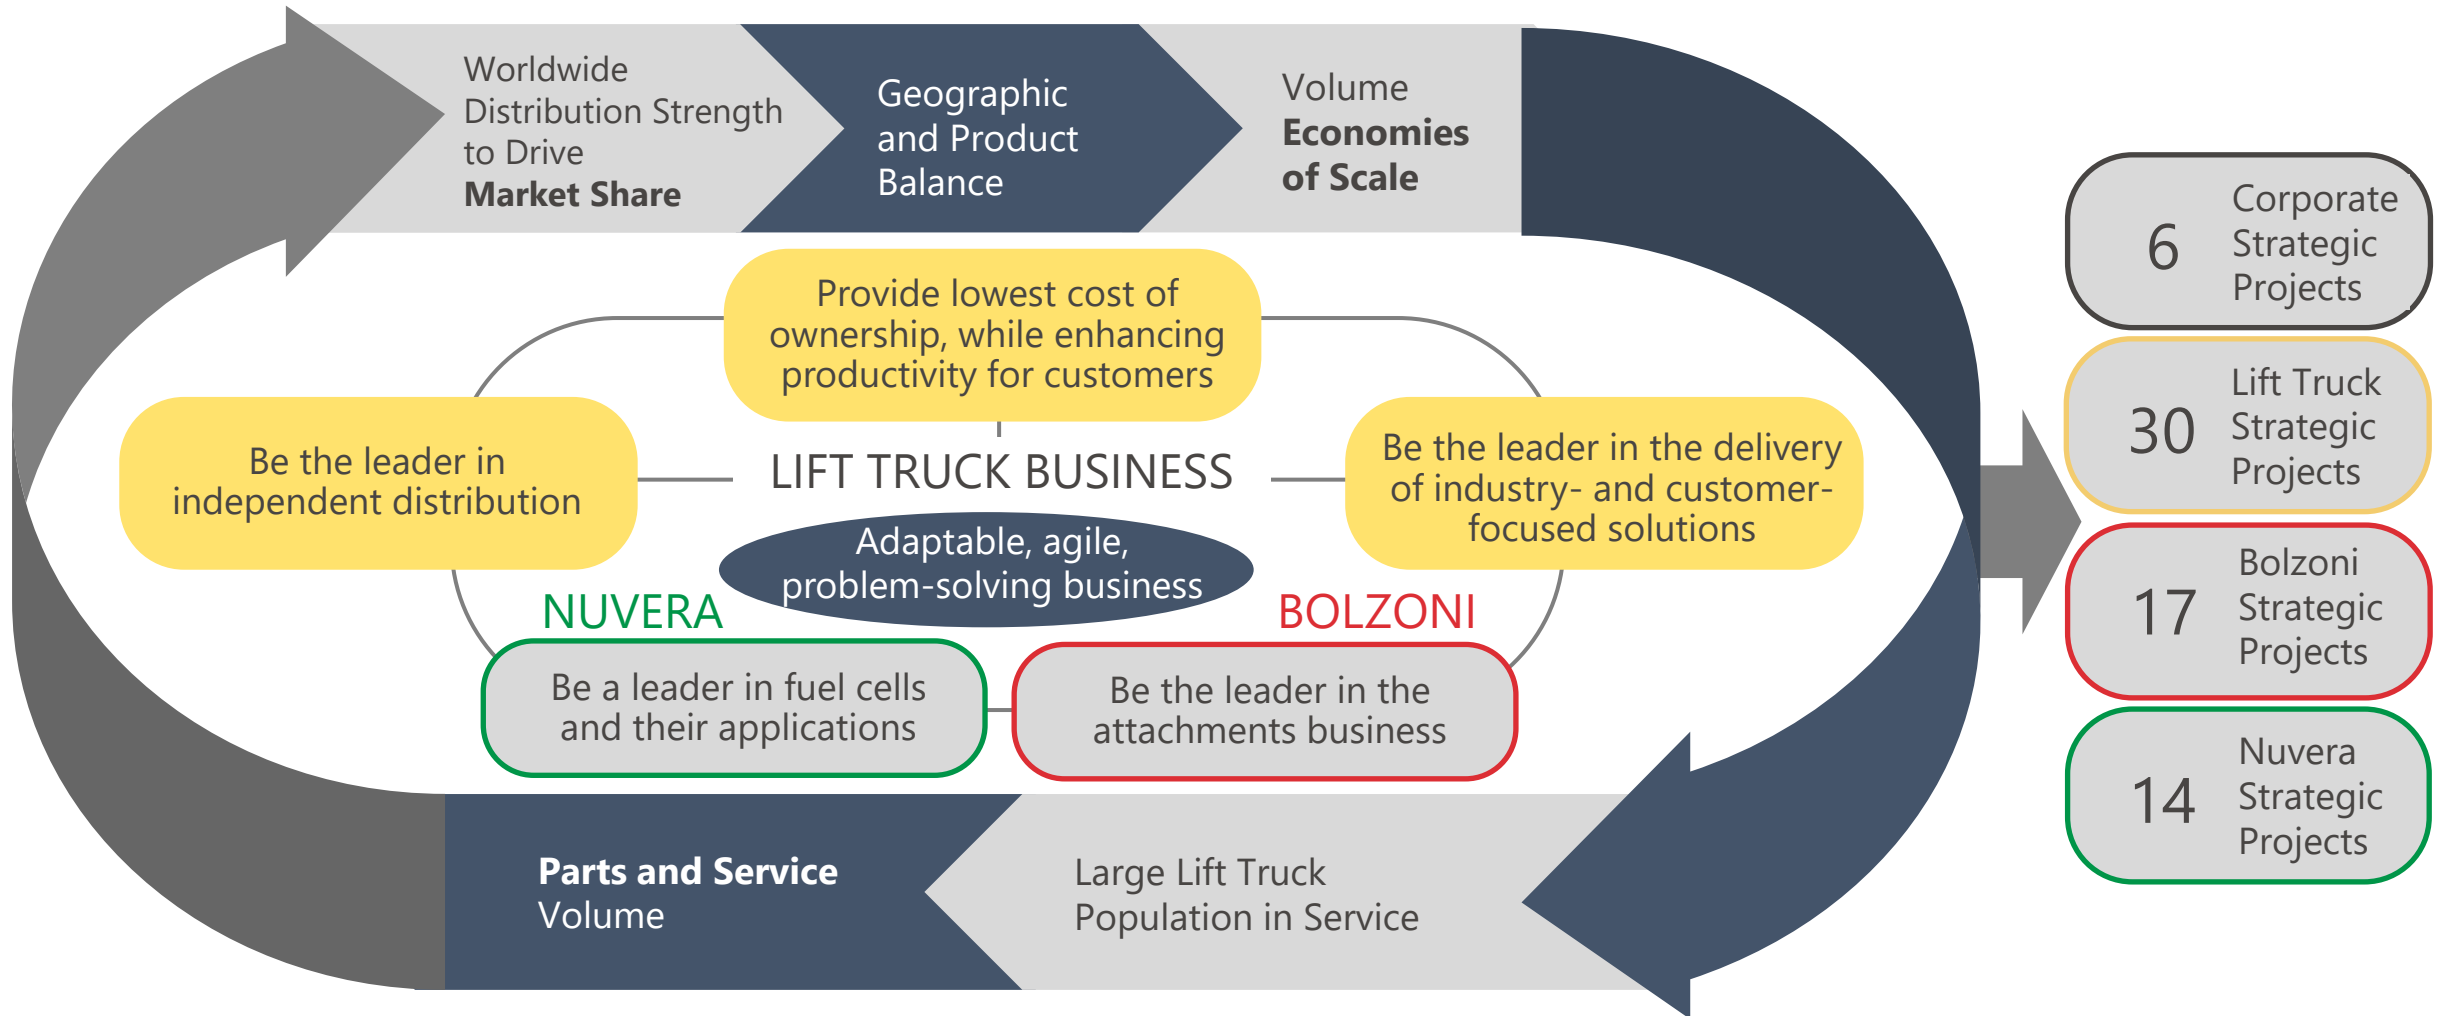 Worldwide
Distribution Strength
to Drive
Market Share
Geographic
and Product
Balance
Volume
Economies
of Scale
Provide lowest cost of
ownership, while enhancing
productivity for customers
Be the leader in
independent distribution
LIFT TRUCK BUSINESS
Be the leader in the delivery
of industry- and customer-
focused solutions
Adaptable, agile,
problem-solving business
NUVERA
Be a leader in fuel cells
and their applications
BOLZONI
Be the leader in the
attachments business
Parts and Service
Volume
Large Lift Truck
Population in Service
6
Corporate
Strategic
Projects
30
Lift Truck
Strategic
Projects
17
Bolzoni
Strategic
Projects
14
Nuvera
Strategic
Projects